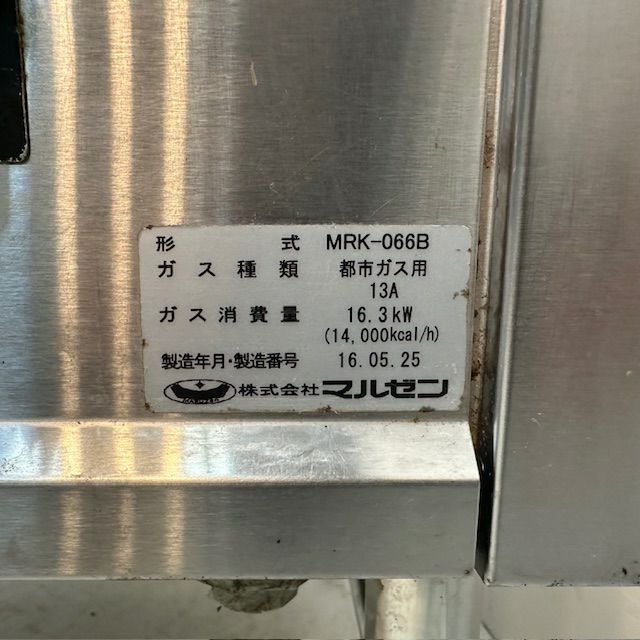 形式 MRK-066B
ガス種類 都市ガス用
13A
ガス消費量 16.3kW
(14,000kcal/h)
製造年月・製造番号 16.05.25
MARUZEN 株式会社マルゼン